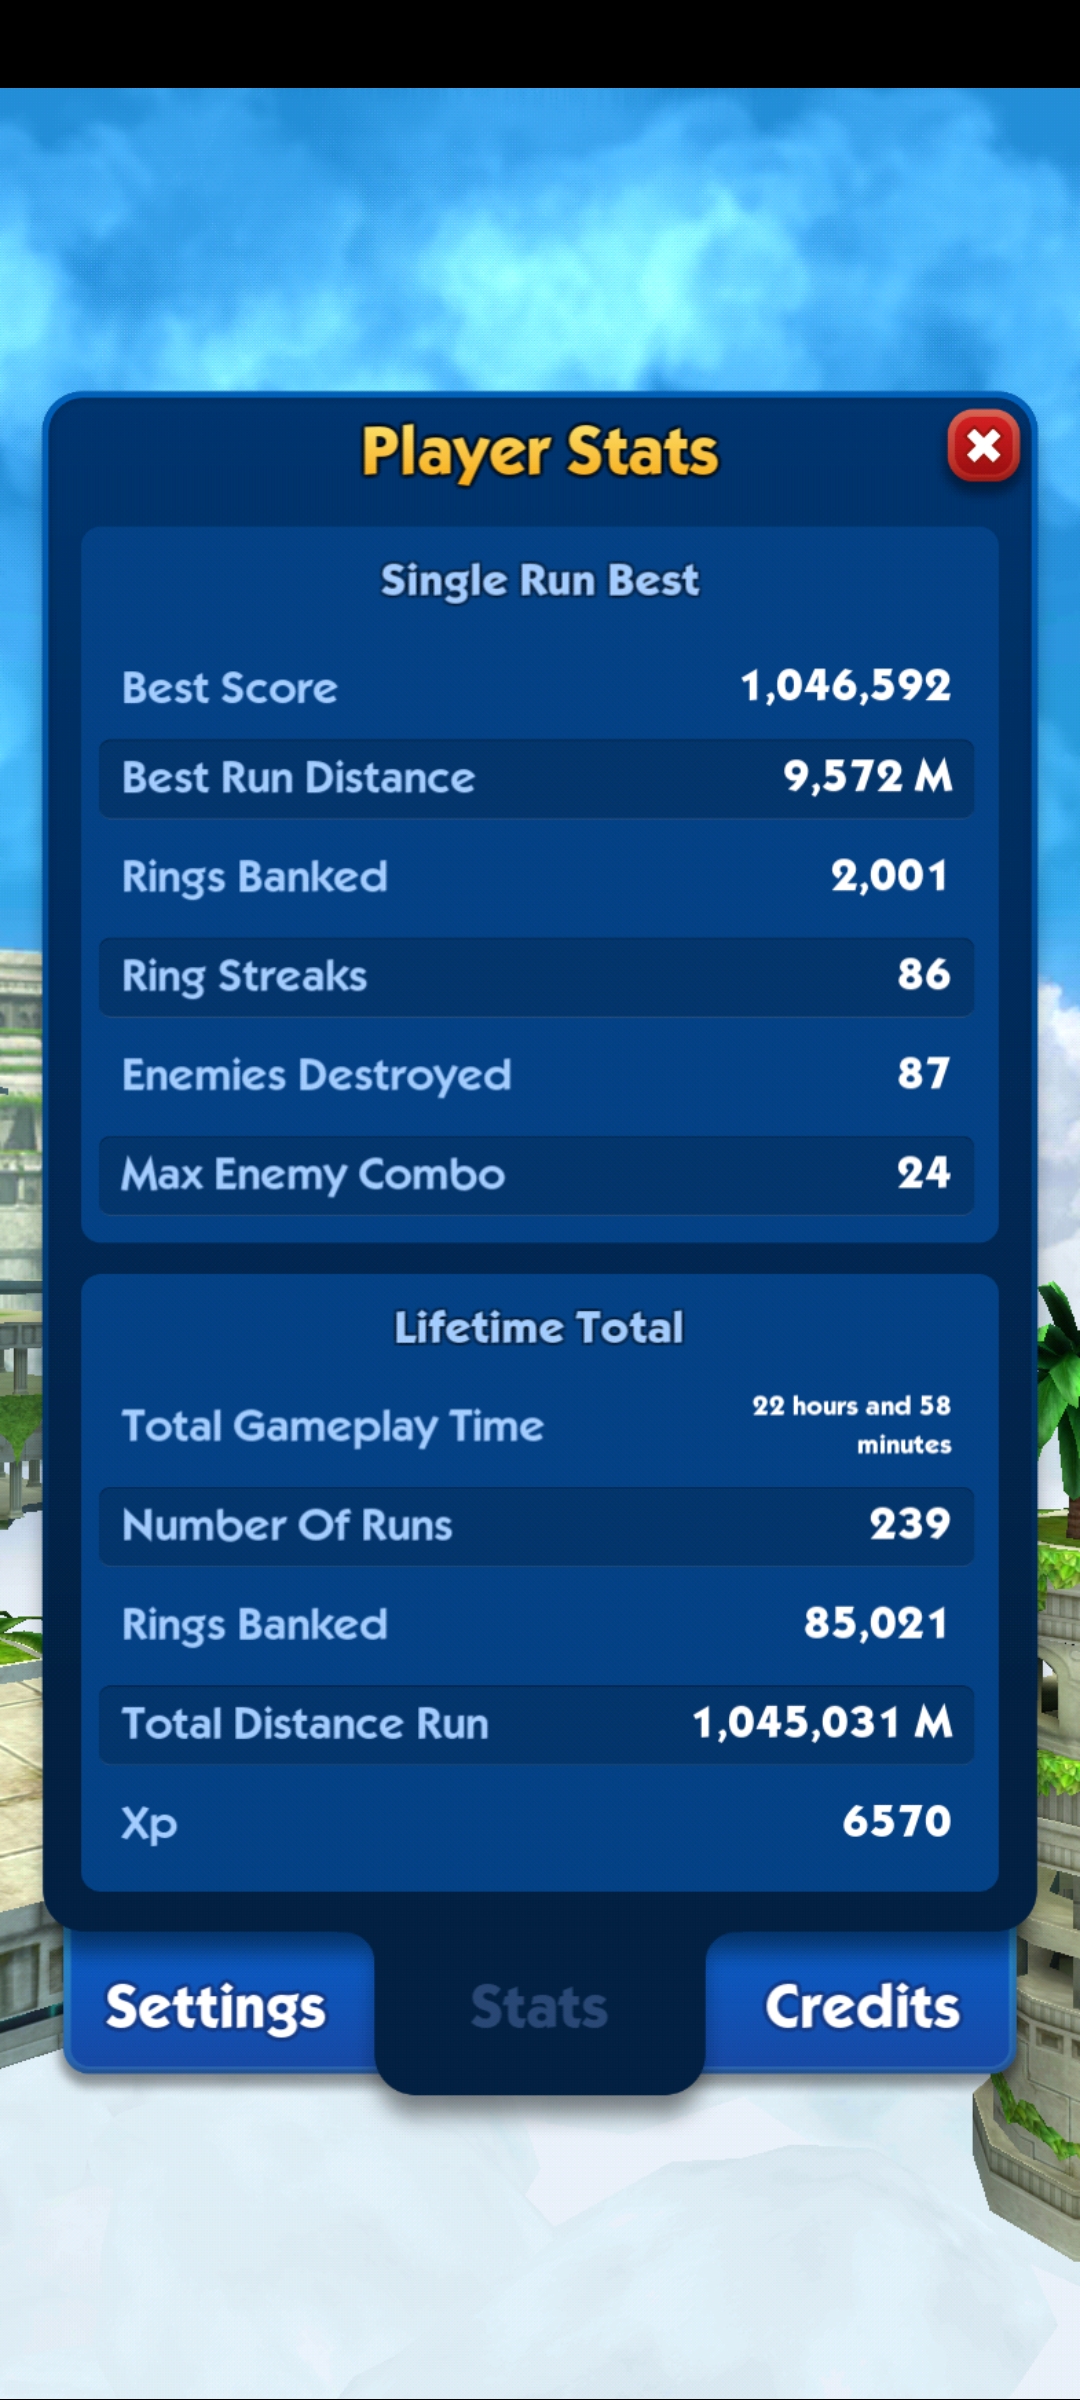 Player Stats
Single Run Best
Best Score 1,046,592
Best Run Distance 9,572 M
Rings Banked 2,001
Ring Streaks 86
Enemies Destroyed 87
Max Enemy Combo 24
Lifetime Total
Total Gameplay Time 22 hours and 58
minutes
Number Of Runs 239
Rings Banked 85,021
Total Distance Run 1,045,031 M
Xp 6570
Settings Stats Credits